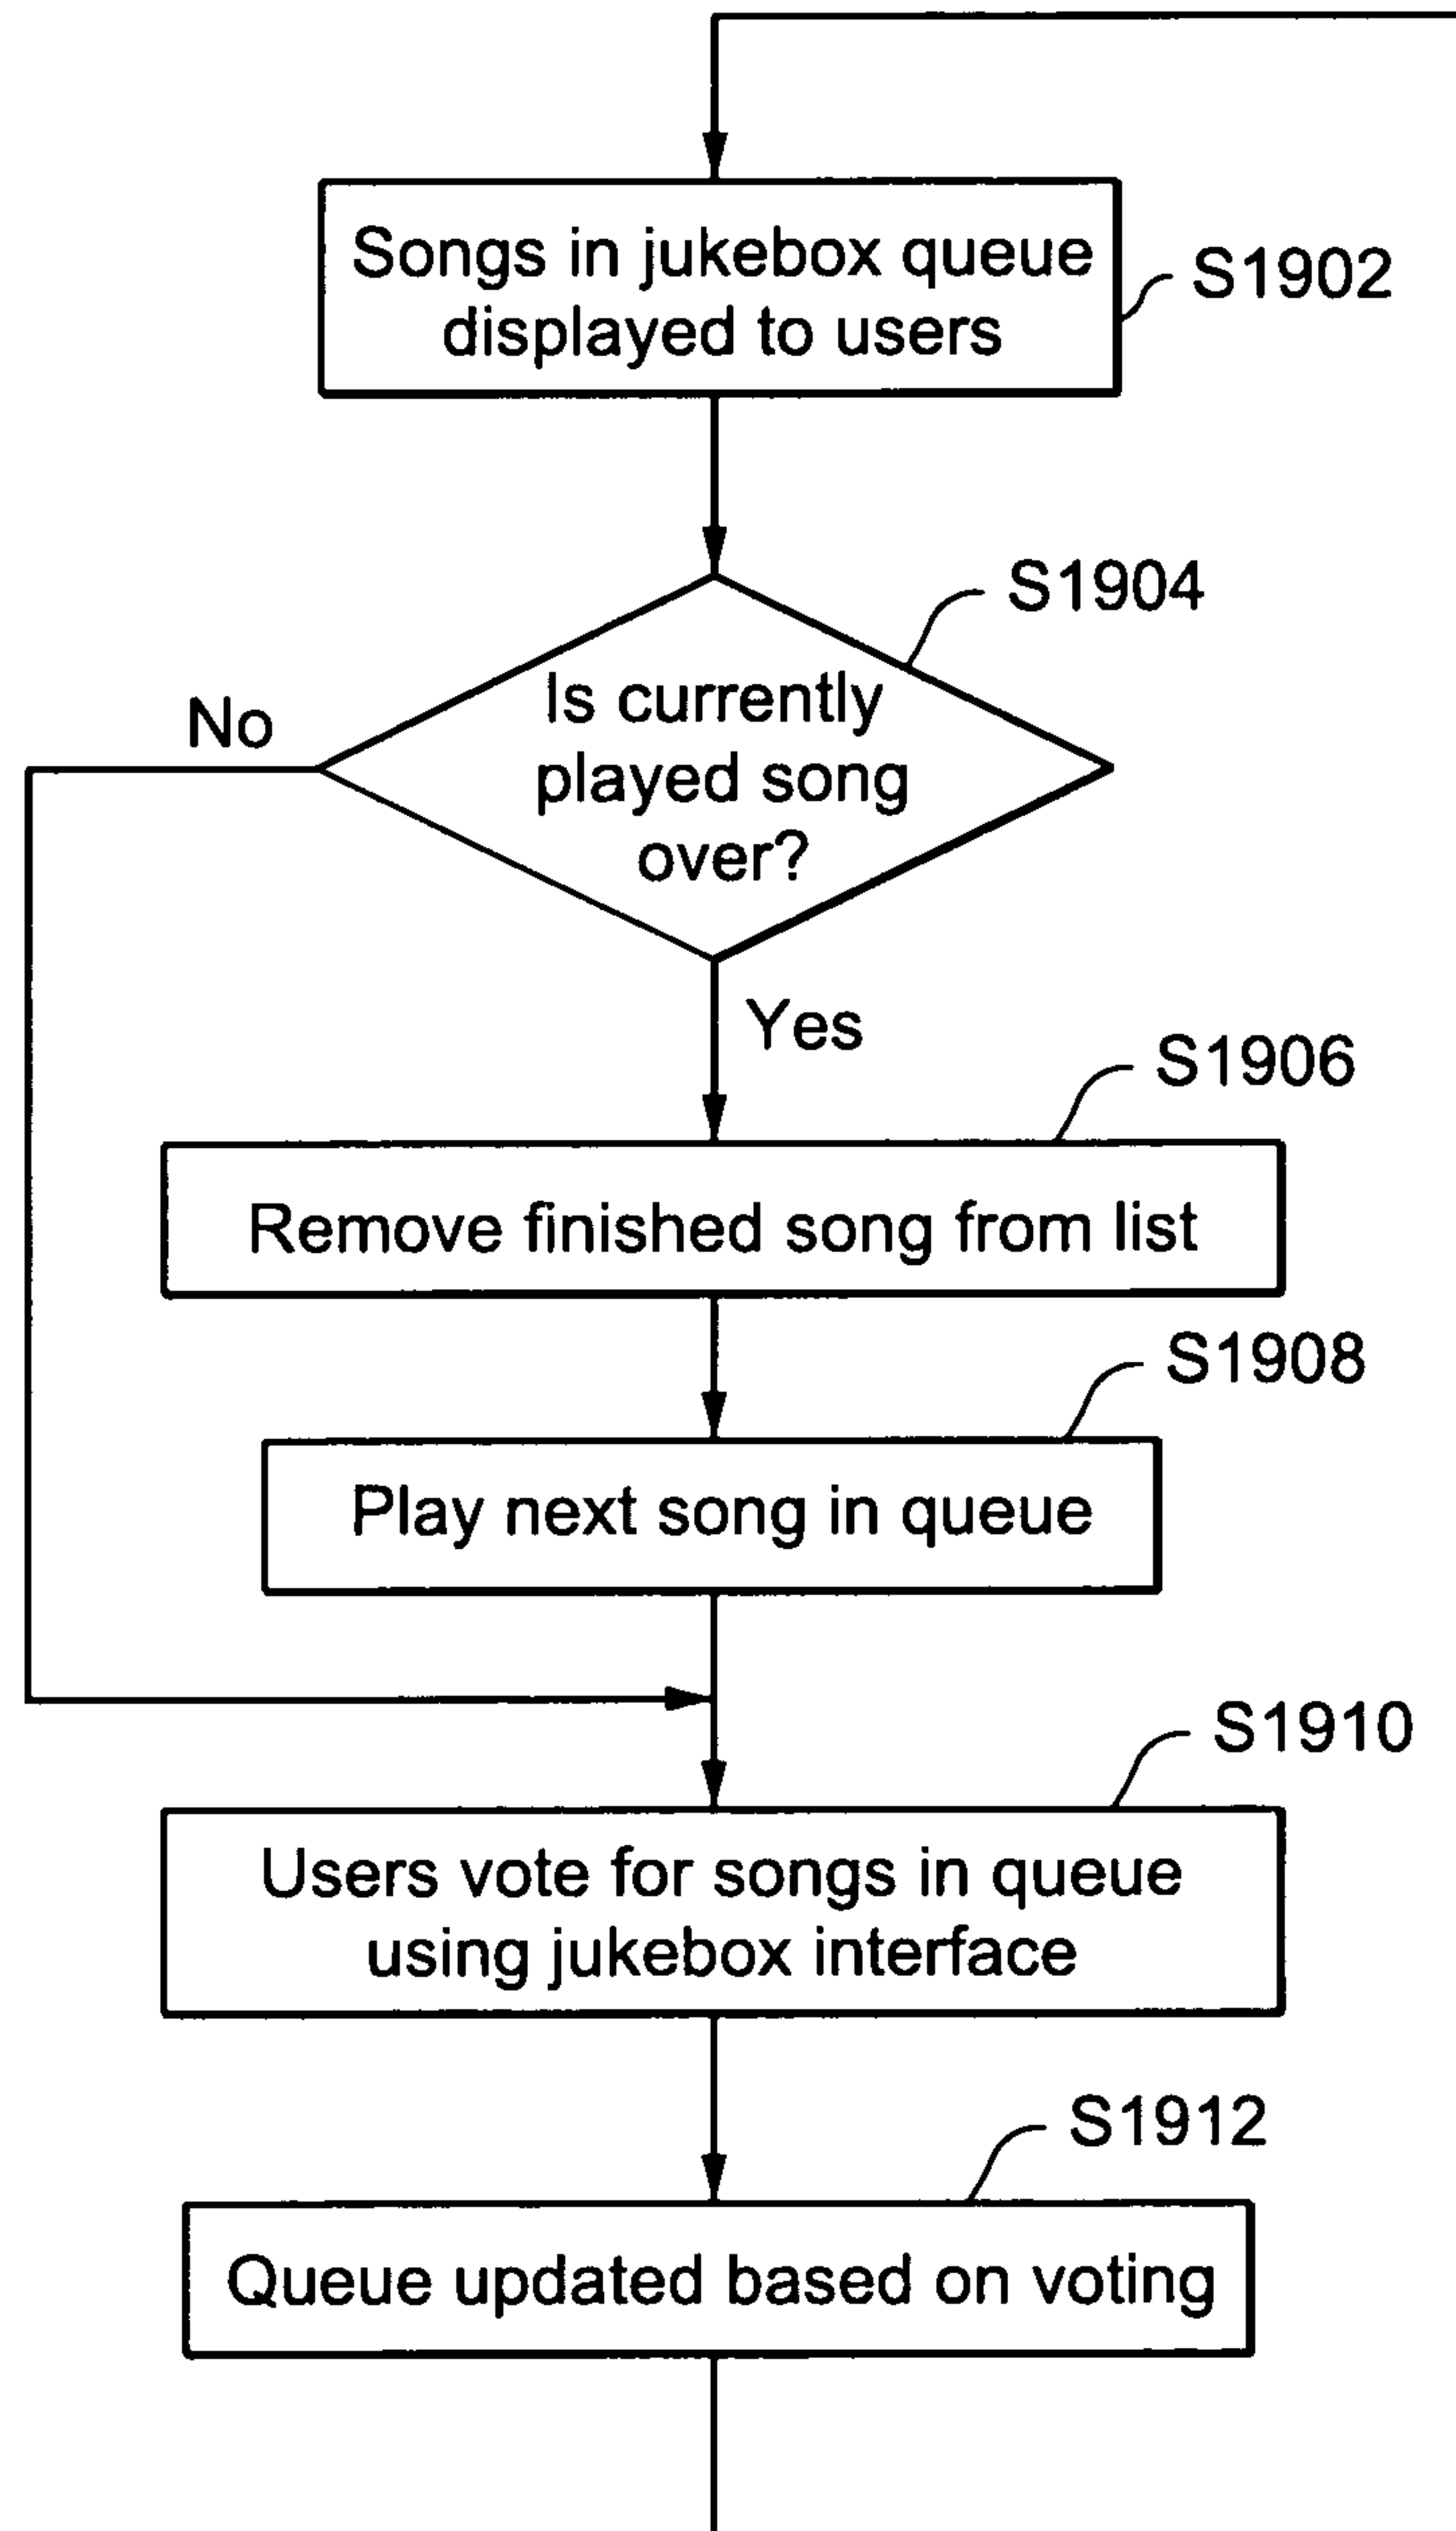 Songs in jukebox queue
displayed to users
S1902
S1904
Is currently
played song
over?
No
Yes
S1906
Remove finished song from list
S1908
Play next song in queue
S1910
Users vote for songs in queue
using jukebox interface
S1912
Queue updated based on voting